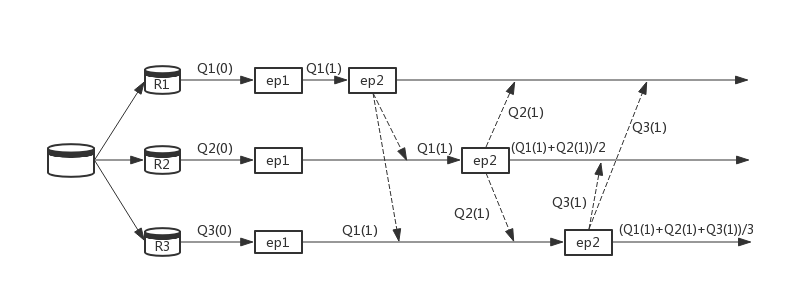 Q1(0)
Q1(1)
R1
ep1
ep2
Q2(1)
Q3(1)
Q2(0)
Q1(1)
(Q1(1)+Q2(1))/2
R2
ep1
ep2
Q3(1)
Q2(1)
Q3(0)
Q1(1)
(Q1(1)+Q2(1)+Q3(1))/3
R3
ep1
ep2